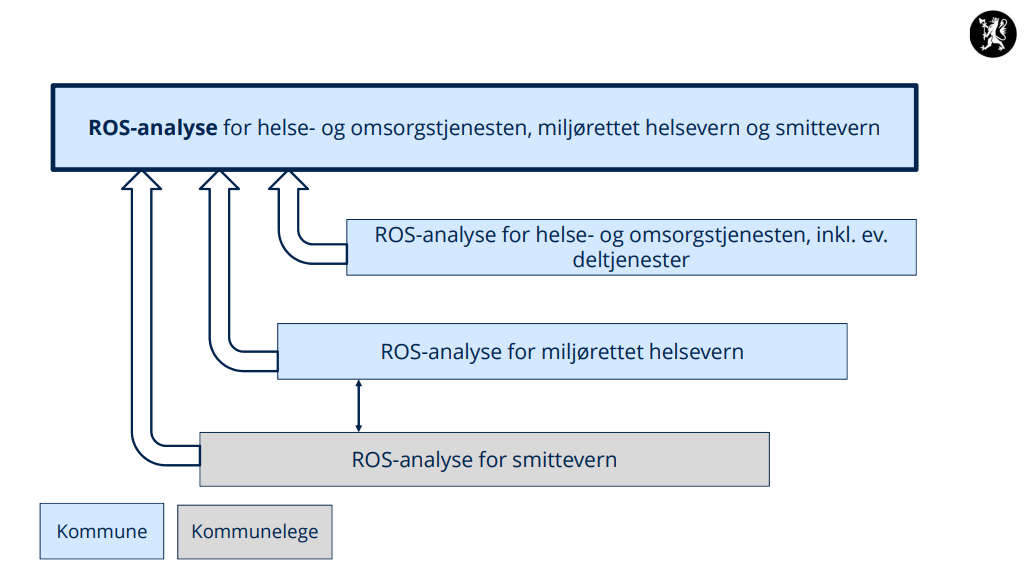 ROS-analyse for helse- og omsorgstjenesten, miljørettet helsevern og smittevern
ROS-analyse for helse- og omsorgstjenesten, inkl. ev.
deltjenester
ROS-analyse for miljørettet helsevern
ROS-analyse for smittevern
Kommune
Kommunelege